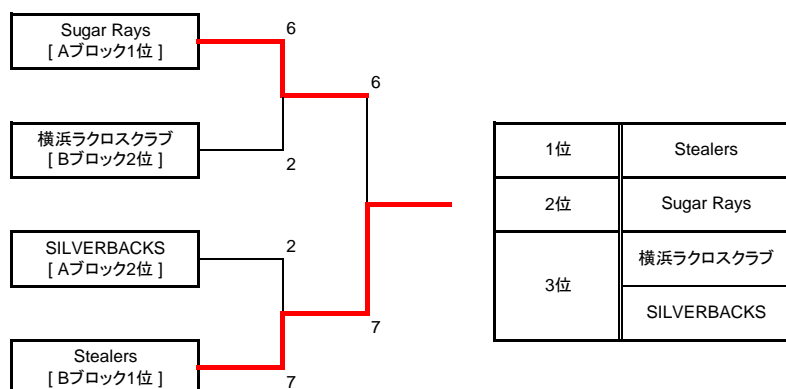 Sugar Rays
[ Aブロック1位 ]
6
6
横浜ラクロスクラブ
[ Bブロック2位 ]
2
SILVERBACKS
[ Aブロック2位 ]
2
7
Stealers
[ Bブロック1位 ]
7
1位 Stealers
2位 Sugar Rays
3位 横浜ラクロスクラブ
SILVERBACKS